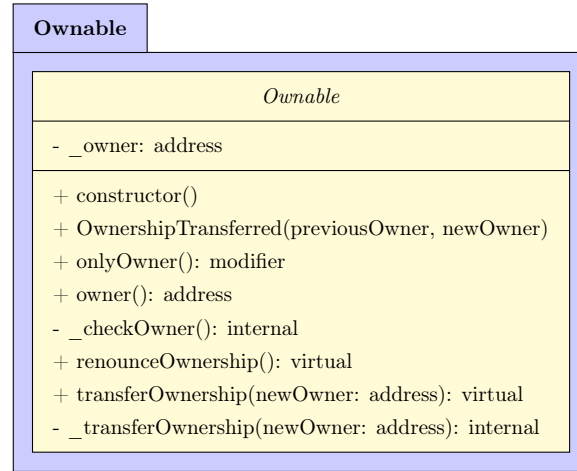 Ownable
Ownable
- _owner: address
+ constructor()
+ OwnershipTransferred(previousOwner, newOwner)
+ onlyOwner(): modifier
+ owner(): address
- _checkOwner(): internal
+ renounceOwnership(): virtual
+ transferOwnership(newOwner: address): virtual
- _transferOwnership(newOwner: address): internal